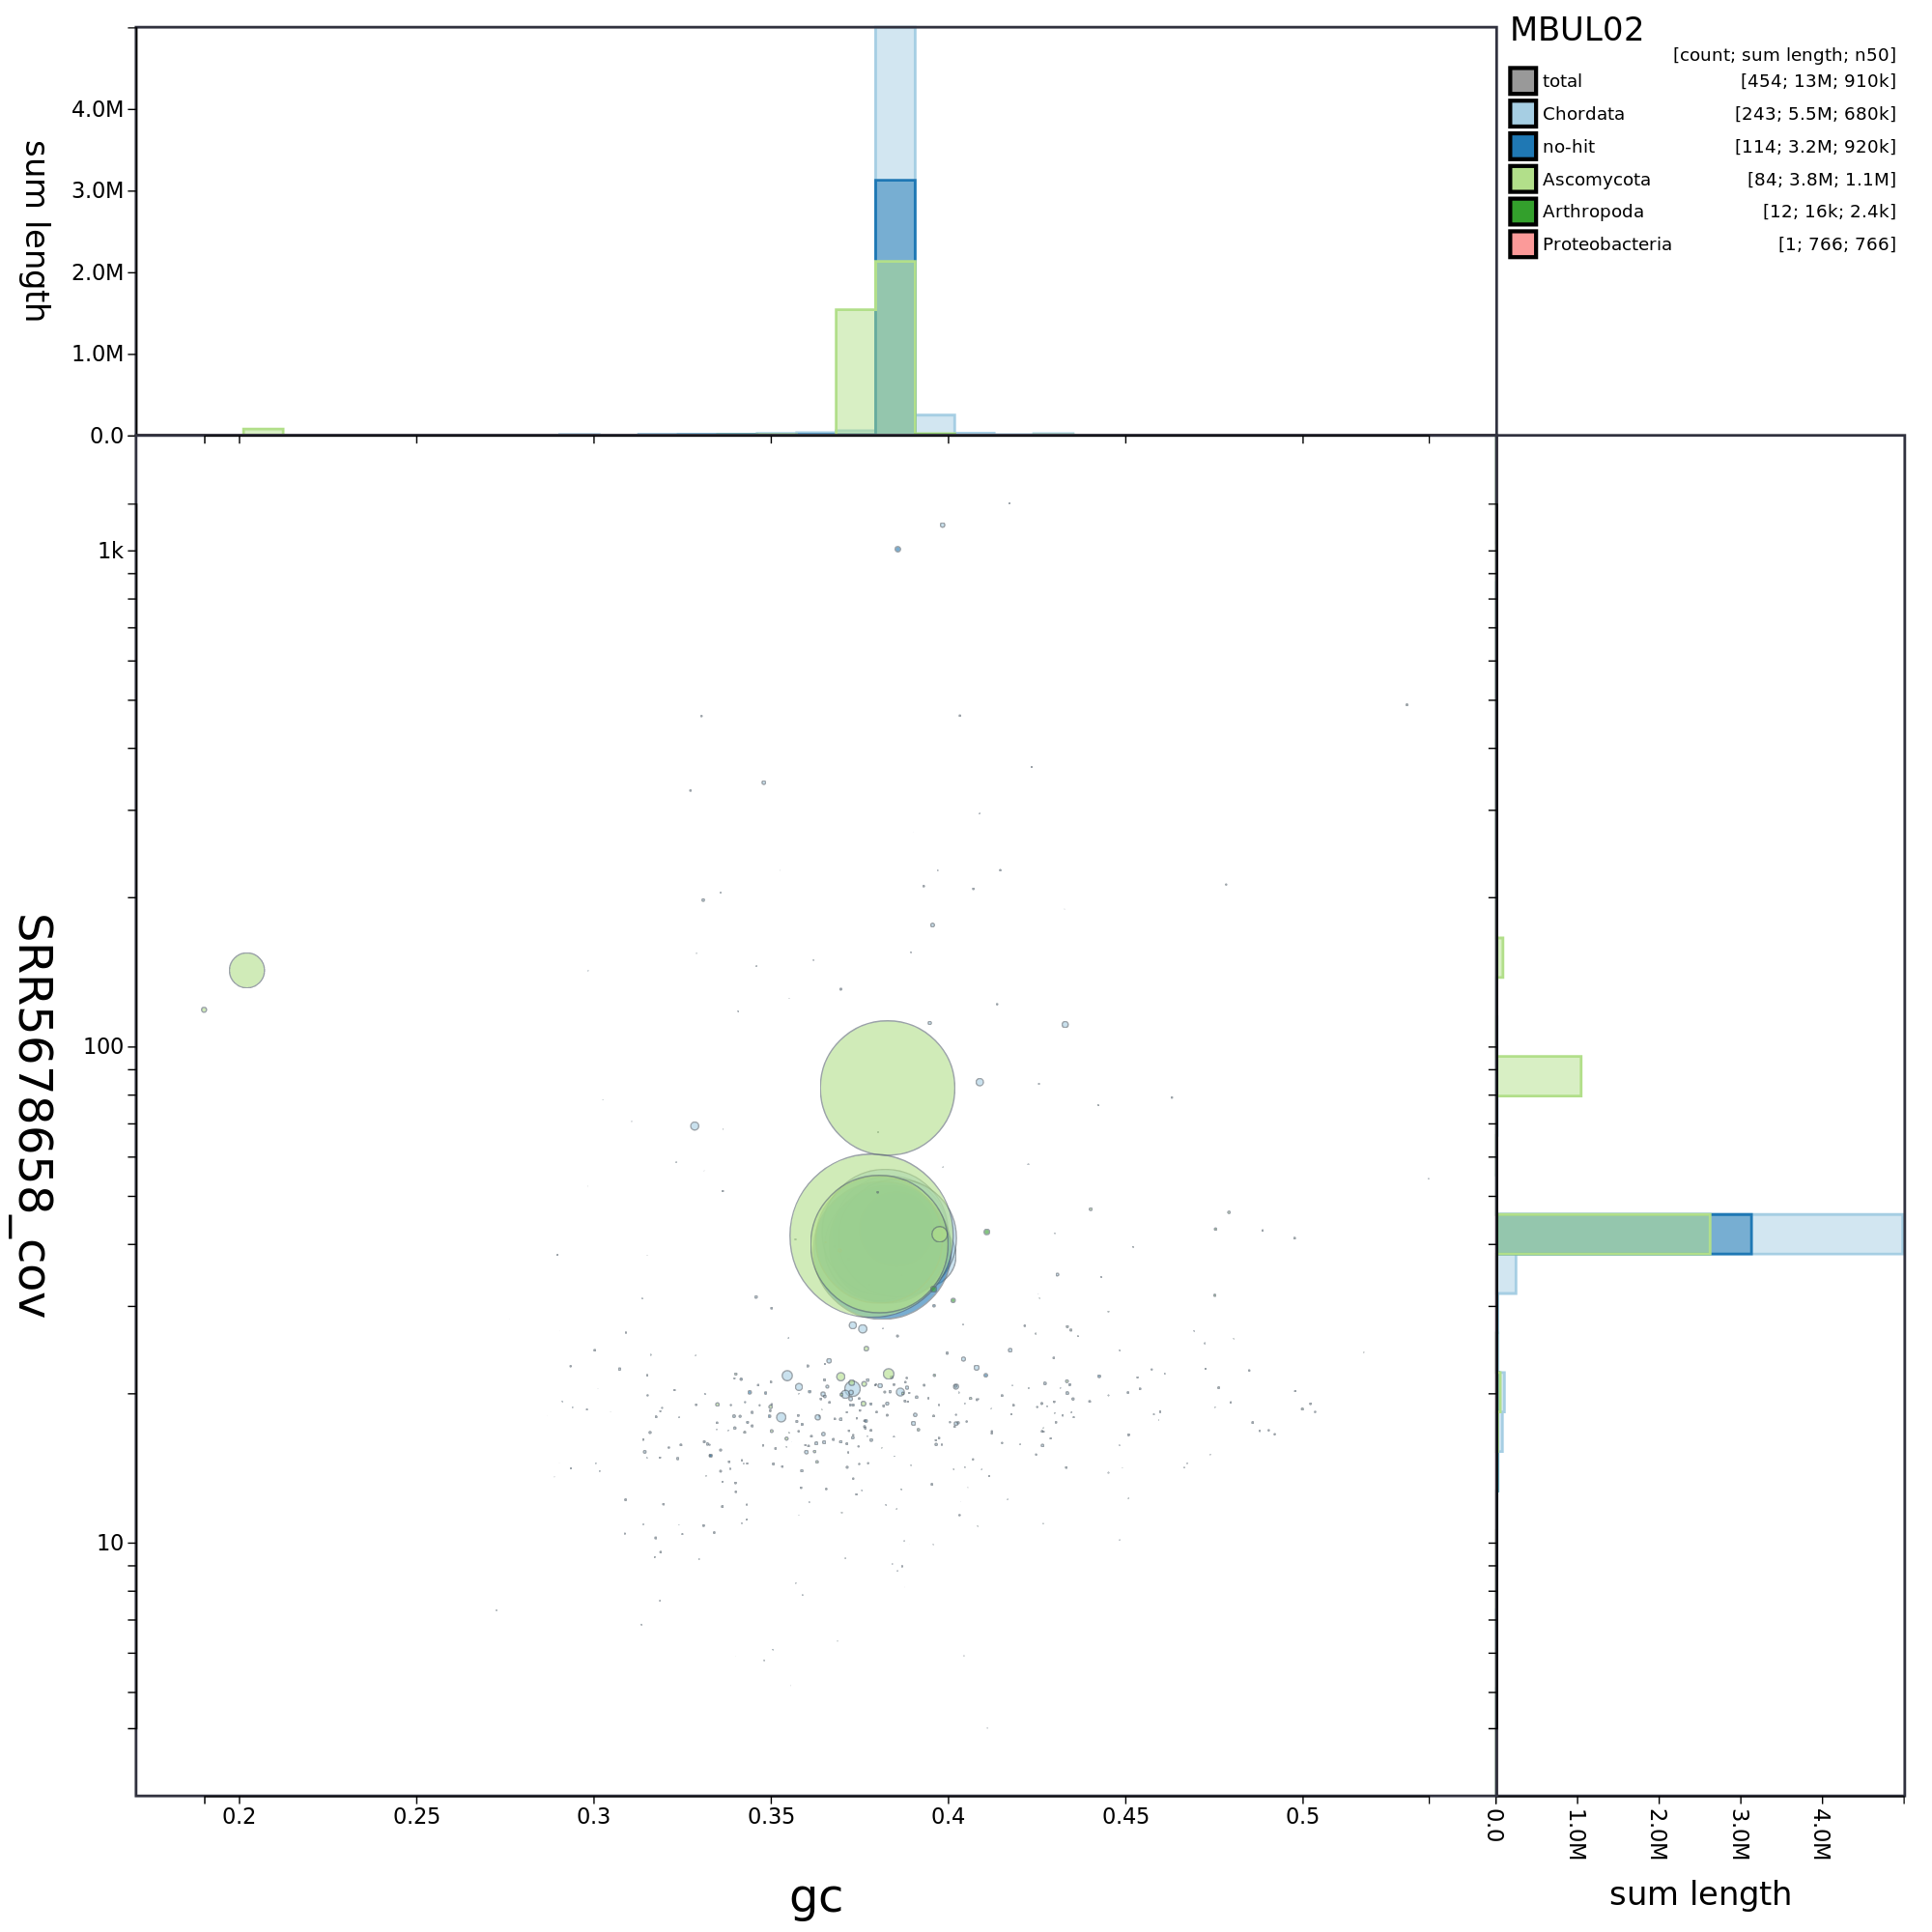 MBUL02
[count; sum length; n50]
total [454; 13M; 910k]
Chordata [243; 5.5M; 680k]
no-hit [114; 3.2M; 920k]
Ascomycota [84; 3.8M; 1.1M]
Arthropoda [12; 16k; 2.4k]
Proteobacteria [1; 766; 766]
sum length
4.0M
3.0M
2.0M
1.0M
0.0
SRR5678658_cov
1k
100
10
0.2 0.25 0.3 0.35 0.4 0.45 0.5
gc
0.0 1.0M 2.0M 3.0M 4.0M
sum length